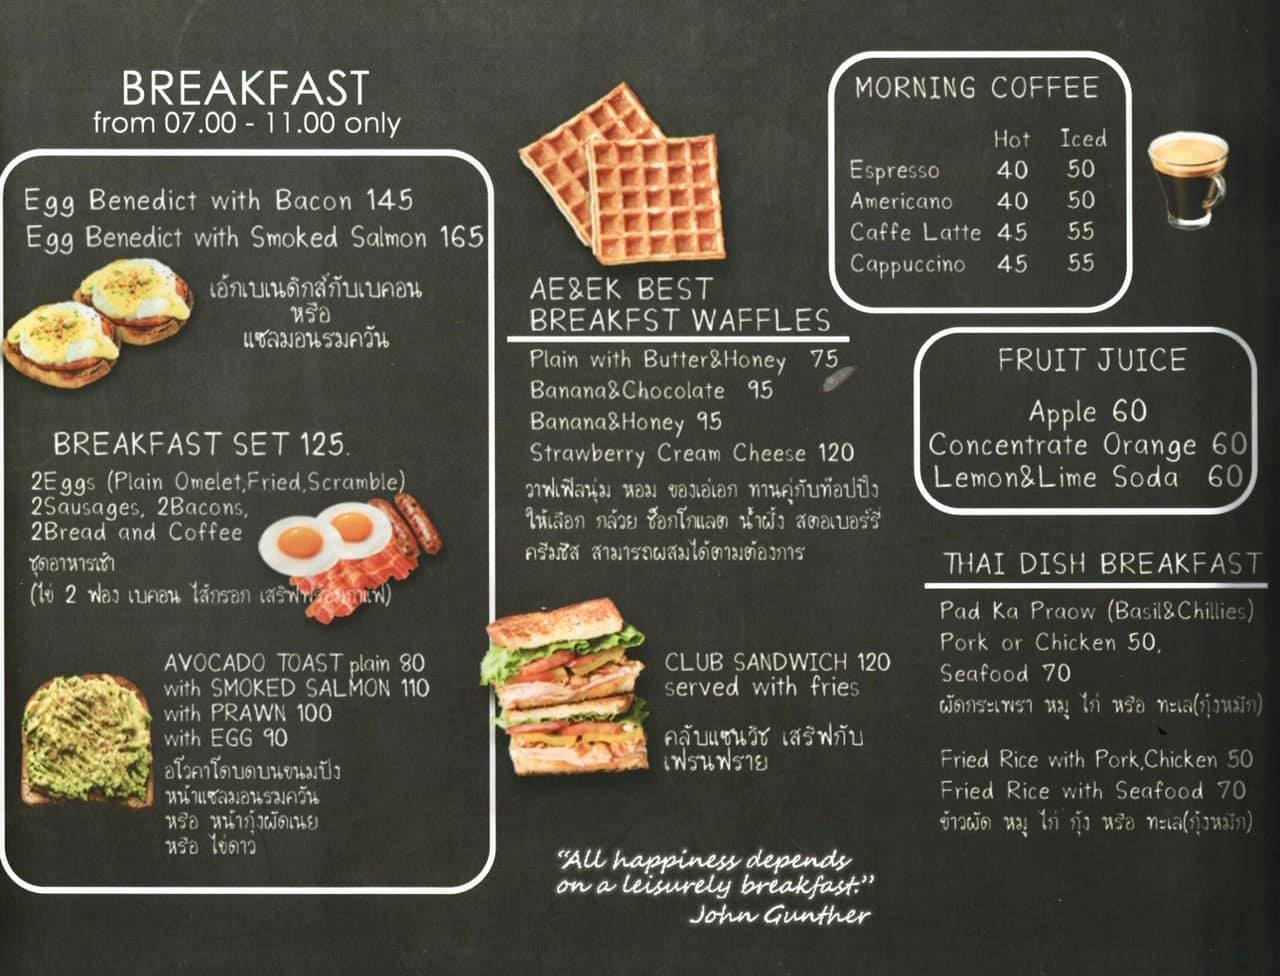 BREAKFAST
from 07.00 - 11.00 only
Egg Benedict with Bacon 145
Egg Benedict with Smoked Salmon 165
เอ้กเบเนดิกส์กับเบคอน
หรือ
แซลมอนรมควัน
BREAKFAST SET 125.
2Eggs (Plain Omelet,Fried,Scramble)
2Sausages, 2Bacons,
2Bread and Coffee
ชุดอาหารเช้า
(ไข่ 2 ฟอง เบคอน ไส้กรอก เสริฟพร้อมกาแฟ)
AVOCADO TOAST plain 80
with SMOKED SALMON 110
with PRAWN 100
with EGG 90
อโวคาโดบดบนขนมปัง
หน้าแซลมอนรมควัน
หรือ หน้ากุ้งผัดเนย
หรือ ไข่ดาว
AE&EK BEST
BREAKFST WAFFLES
Plain with Butter&Honey 75
Banana&Chocolate 95
Banana&Honey 95
Strawberry Cream Cheese 120
วาฟเฟิลนุ่ม หอม ของเอ่เอก ทานคู่กับท๊อปปิ้ง
ให้เลือก กล้วย ช็อกโกแลต น้ำผึ้ง สตอเบอร์รี่
ครีมชีส สามารถผสมได้ตามต้องการ
CLUB SANDWICH 120
served with fries
คลับแซนวิช เสริฟกับ
เฟรนฟราย
"All happiness depends
on a leisurely breakfast."
John Gunther
MORNING COFFEE
Hot Iced
Espresso 40 50
Americano 40 50
Caffe Latte 45 55
Cappuccino 45 55
FRUIT JUICE
Apple 60
Concentrate Orange 60
Lemon&Lime Soda 60
THAI DISH BREAKFAST
Pad Ka Praow (Basil&Chillies)
Pork or Chicken 50,
Seafood 70
ผัดกระเพรา หมู ไก่ หรือ ทะเล(กุ้งหมึก)
Fried Rice with Pork,Chicken 50
Fried Rice with Seafood 70
ข้าวผัด หมู ไก่ กุ้ง หรือ ทะเล(กุ้งหมึก)